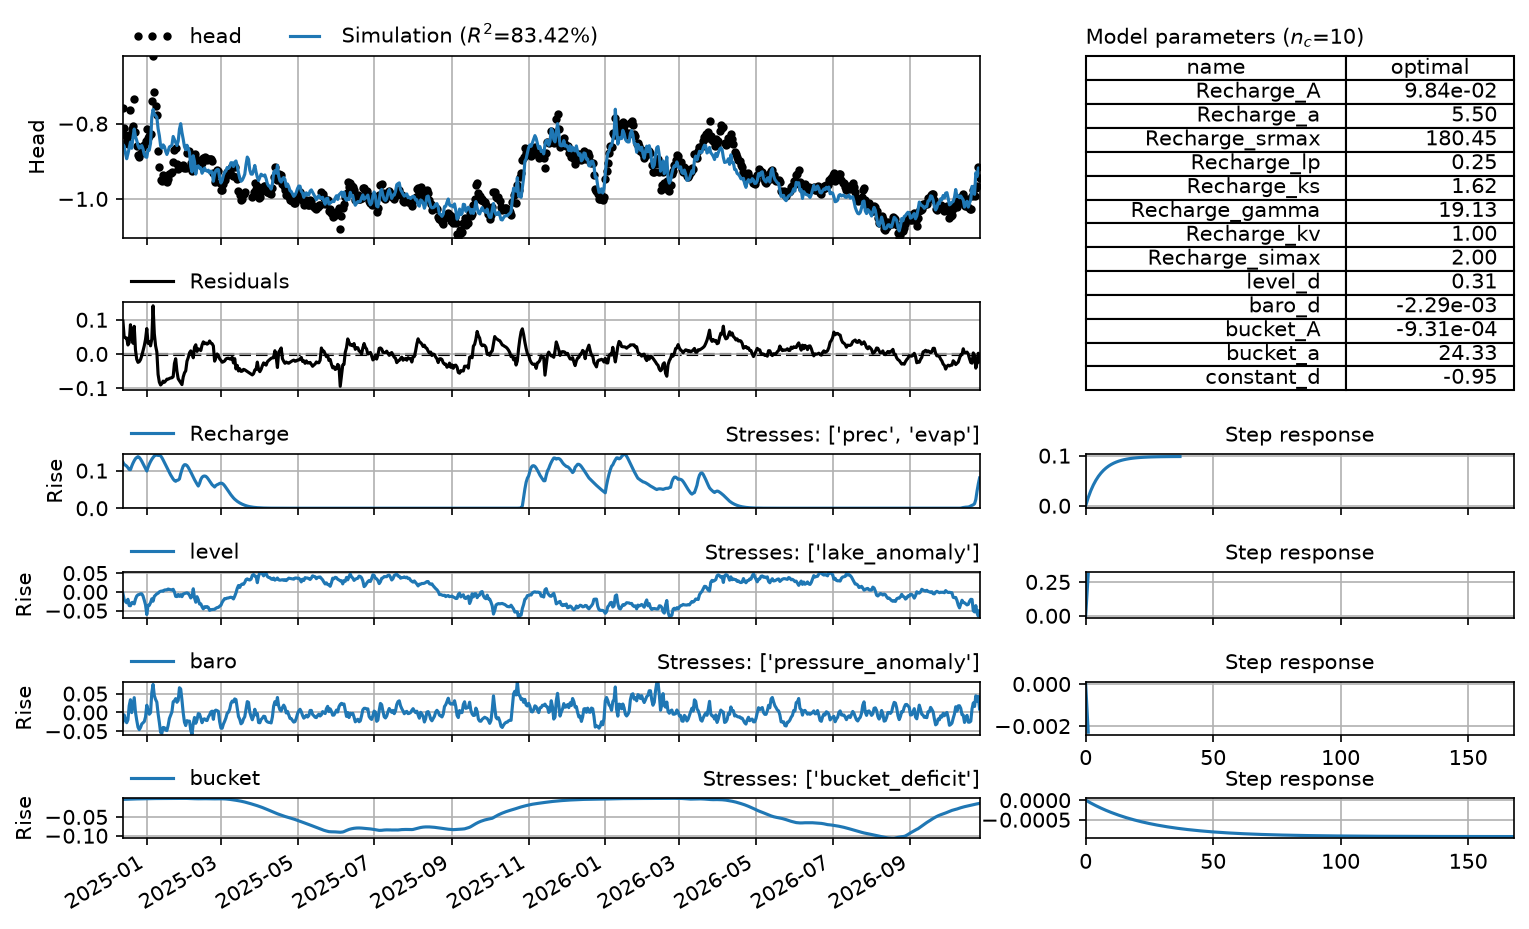 head Simulation (R²=83.42%)
Head
−0.8
−1.0
Residuals
0.1
0.0
−0.1
Recharge Stresses: ['prec', 'evap']
Rise
0.1
0.0
level Stresses: ['lake_anomaly']
Rise
0.05
0.00
−0.05
baro Stresses: ['pressure_anomaly']
Rise
0.05
0.00
−0.05
bucket Stresses: ['bucket_deficit']
Rise
−0.05
−0.10
2025-01 2025-03 2025-05 2025-07 2025-09 2025-11 2026-01 2026-03 2026-05 2026-07 2026-09
Model parameters (n_c=10)
name optimal
Recharge_A 9.84e-02
Recharge_a 5.50
Recharge_srmax 180.45
Recharge_lp 0.25
Recharge_ks 1.62
Recharge_gamma 19.13
Recharge_kv 1.00
Recharge_simax 2.00
level_d 0.31
baro_d -2.29e-03
bucket_A -9.31e-04
bucket_a 24.33
constant_d -0.95
Step response
0.1
0.0
Step response
0.25
0.00
Step response
0.000
−0.002
0 50 100 150
Step response
0.0000
−0.0005
0 50 100 150